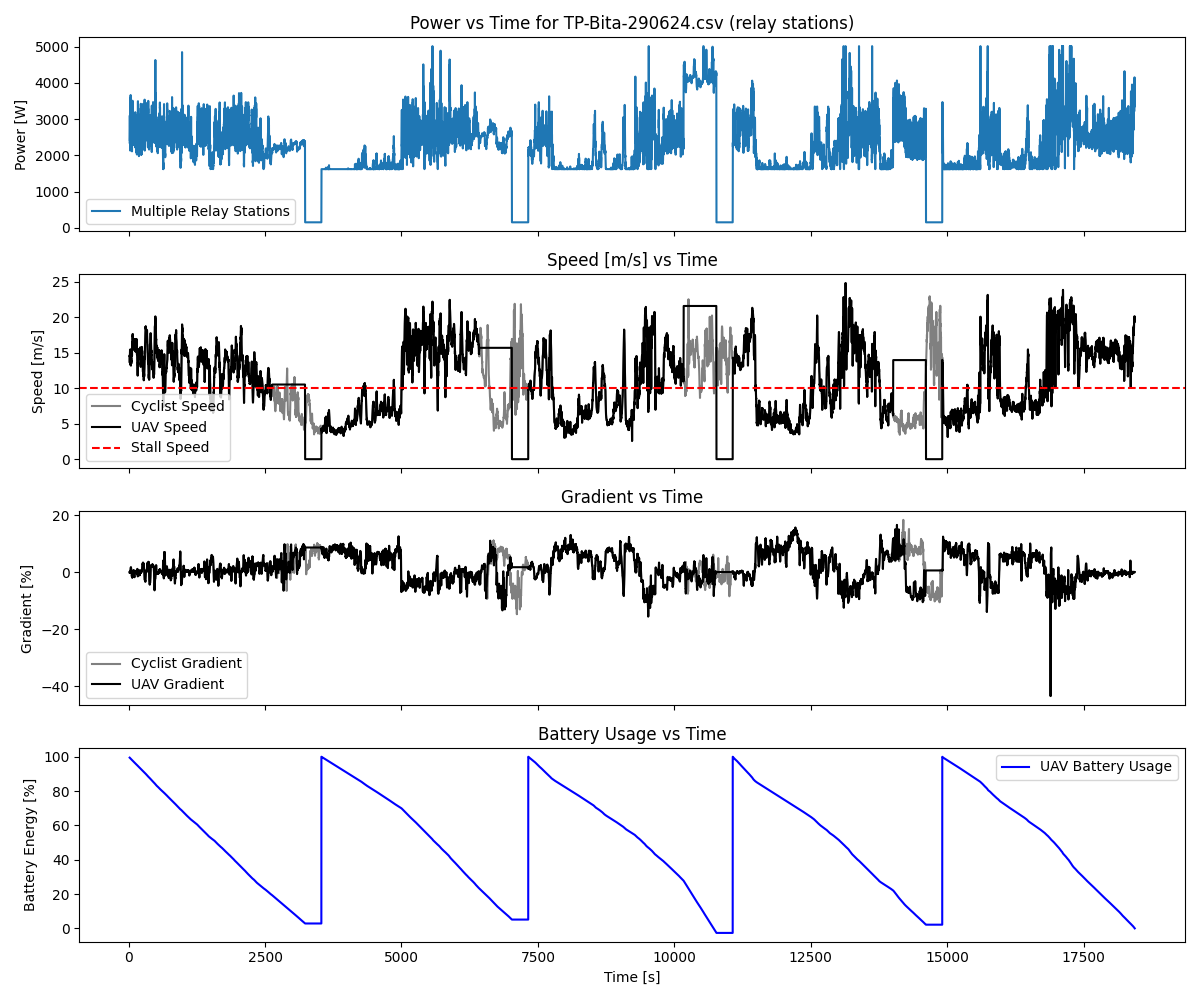 Power vs Time for TP-Bita-290624.csv (relay stations)
5000
4000
3000
2000
1000
0
Power [W]
Multiple Relay Stations
Speed [m/s] vs Time
25
20
15
10
5
0
Speed [m/s]
Cyclist Speed
UAV Speed
Stall Speed
Gradient vs Time
20
0
−20
−40
Gradient [%]
Cyclist Gradient
UAV Gradient
Battery Usage vs Time
100
80
60
40
20
0
Battery Energy [%]
UAV Battery Usage
0 2500 5000 7500 10000 12500 15000 17500
Time [s]